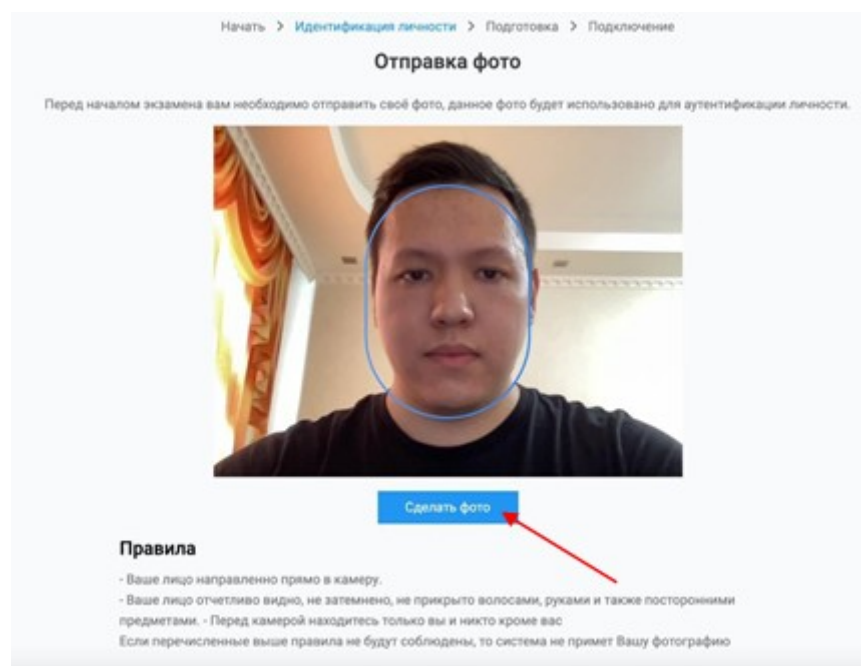 Начать > Идентификация личности > Подготовка > Подключение
Отправка фото
Перед началом экзамена вам необходимо отправить своё фото, данное фото будет использовано для аутентификации личности.
Сделать фото
Правила
- Ваше лицо направленно прямо в камеру.
- Ваше лицо отчетливо видно, не затемнено, не прикрыто волосами, руками и также посторонними
предметами. - Перед камерой находитесь только вы и никто кроме вас
Если перечисленные выше правила не будут соблюдены, то система не примет Вашу фотографию